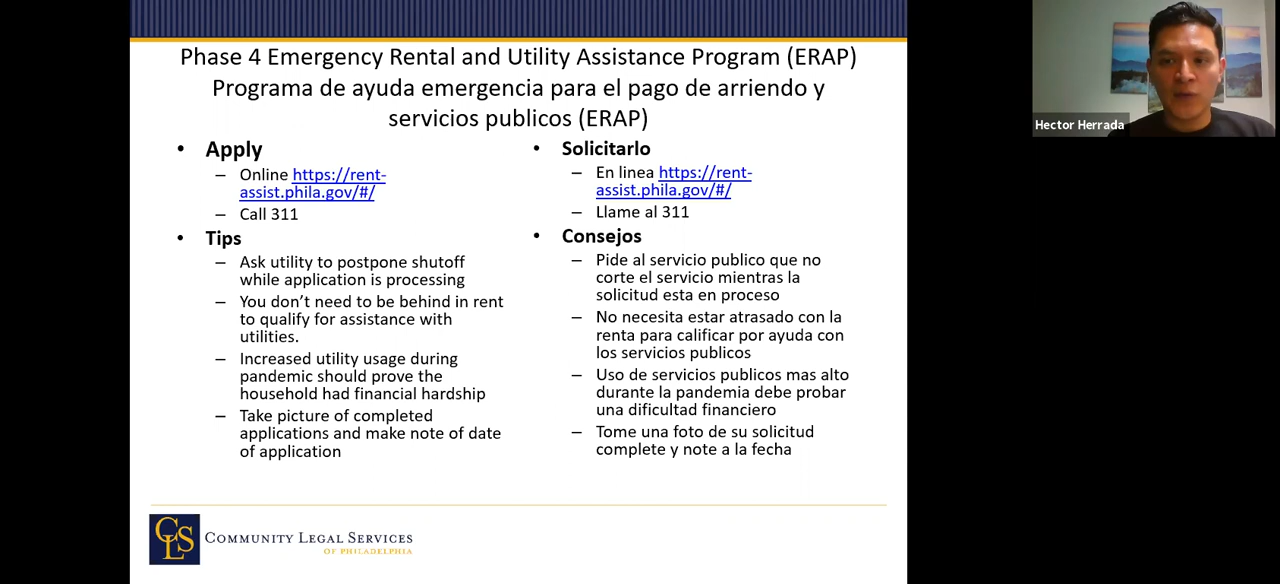 Phase 4 Emergency Rental and Utility Assistance Program (ERAP)
Programa de ayuda emergencia para el pago de arriendo y
servicios publicos (ERAP)
• Apply
– Online https://rent-
assist.phila.gov/#/
– Call 311
• Tips
– Ask utility to postpone shutoff
while application is processing
– You don't need to be behind in rent
to qualify for assistance with
utilities.
– Increased utility usage during
pandemic should prove the
household had financial hardship
– Take picture of completed
applications and make note of date
of application
• Solicitarlo
– En linea https://rent-
assist.phila.gov/#/
– Llame al 311
• Consejos
– Pide al servicio publico que no
corte el servicio mientras la
solicitud esta en proceso
– No necesita estar atrasado con la
renta para calificar por ayuda con
los servicios publicos
– Uso de servicios publicos mas alto
durante la pandemia debe probar
una dificultad financiero
– Tome una foto de su solicitud
complete y note a la fecha
CLS
COMMUNITY LEGAL SERVICES
OF PHILADELPHIA
Hector Herrada